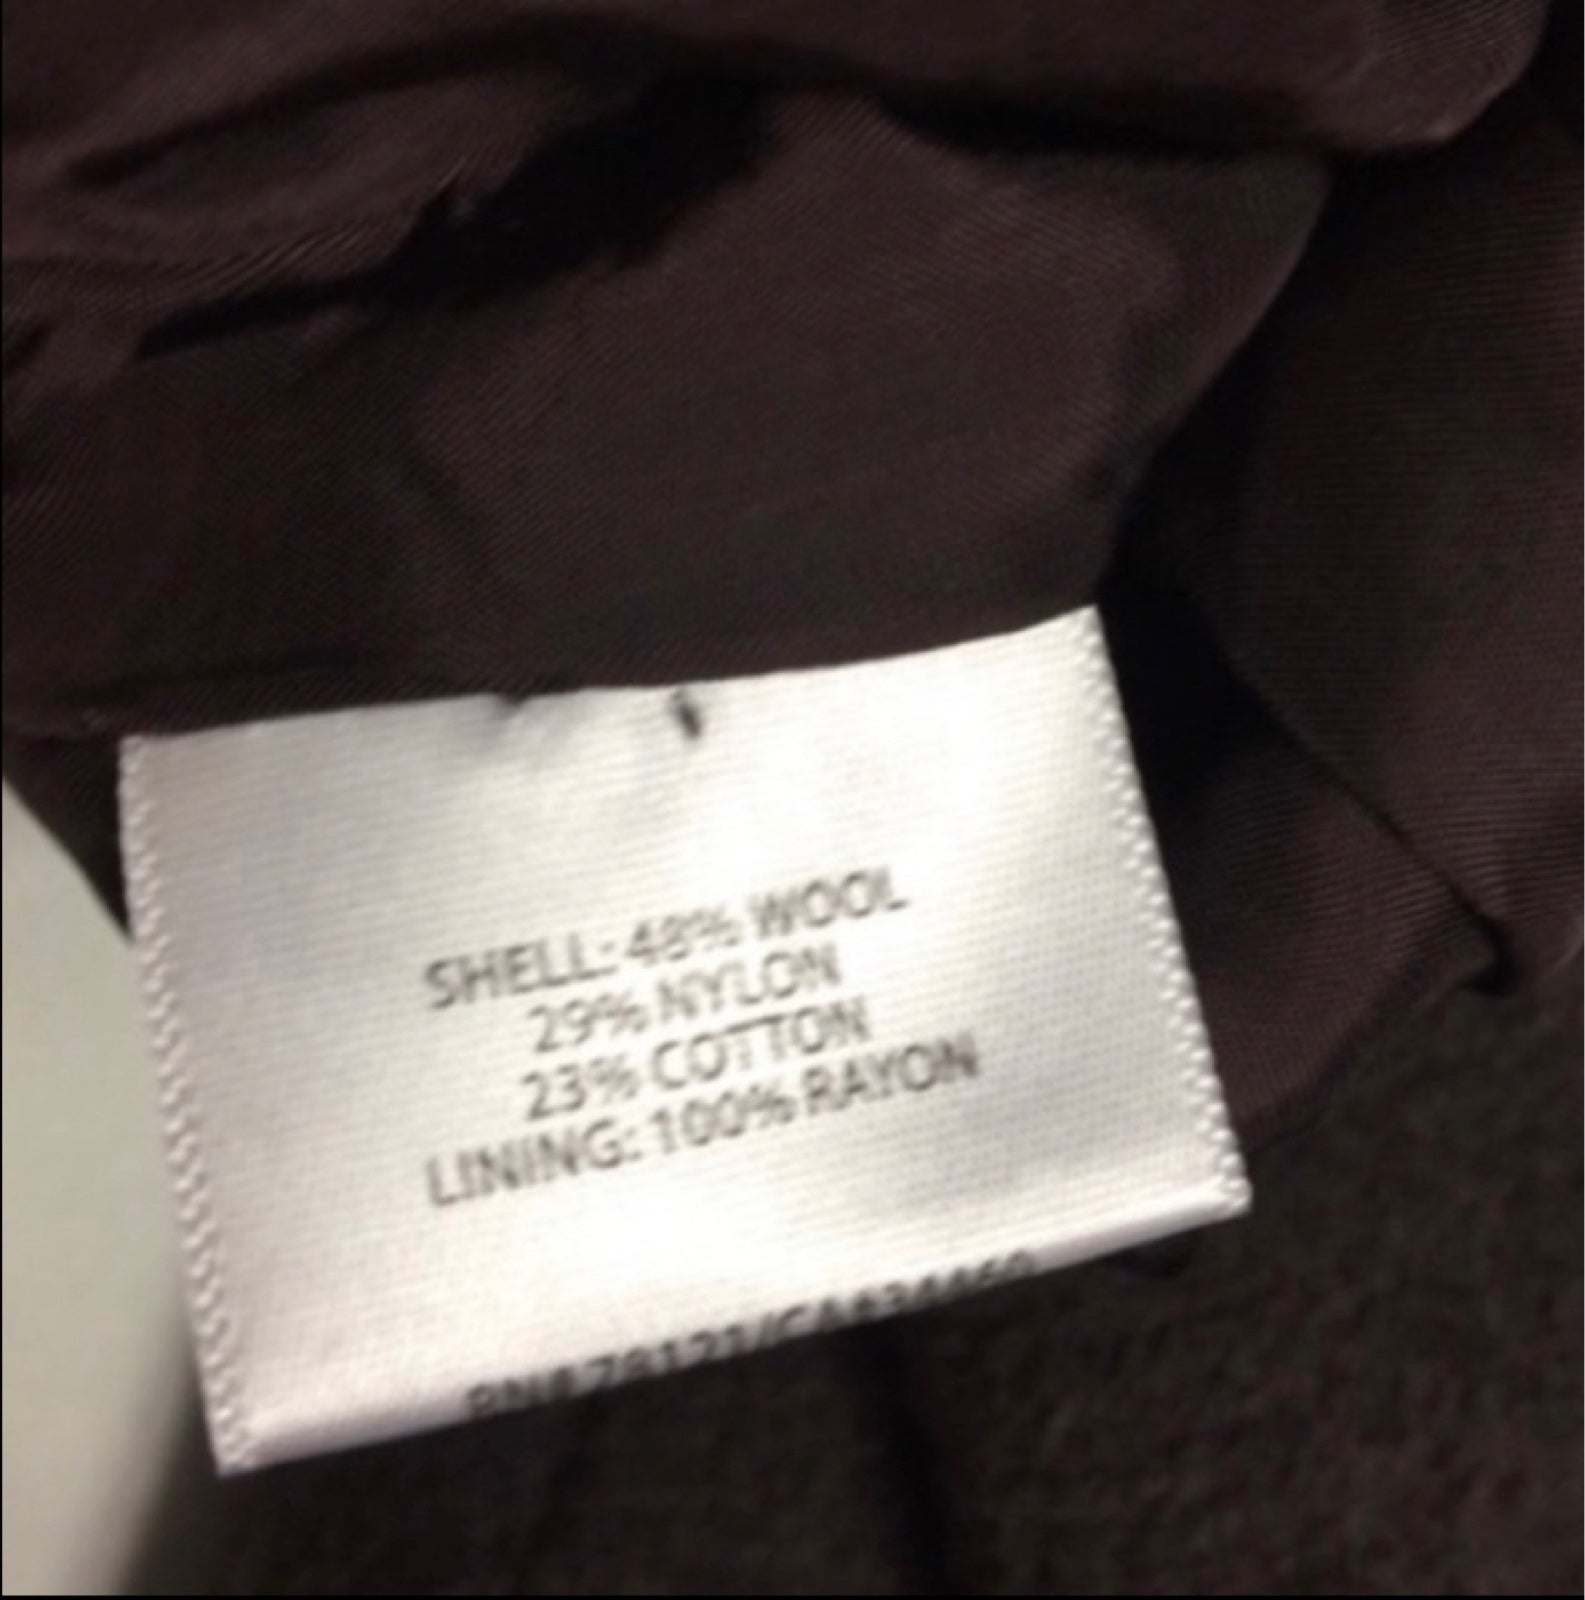 SHELL: 48% WOOL
29% NYLON
23% COTTON
LINING: 100% RAYON